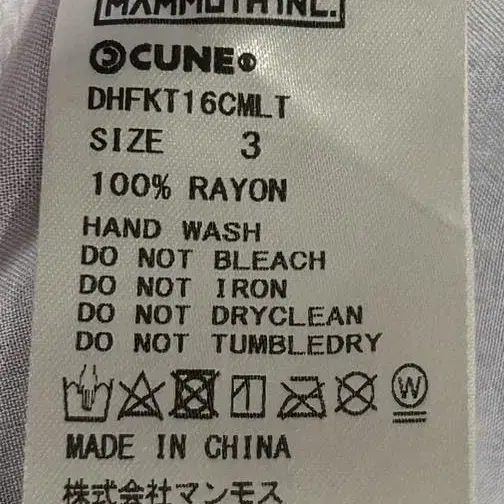 MAMMOTH INC.
CUNE
DHFKT16CMLT
SIZE 3
100% RAYON
HAND WASH
DO NOT BLEACH
DO NOT IRON
DO NOT DRYCLEAN
DO NOT TUMBLEDRY
W
MADE IN CHINA
株式会社マンモス